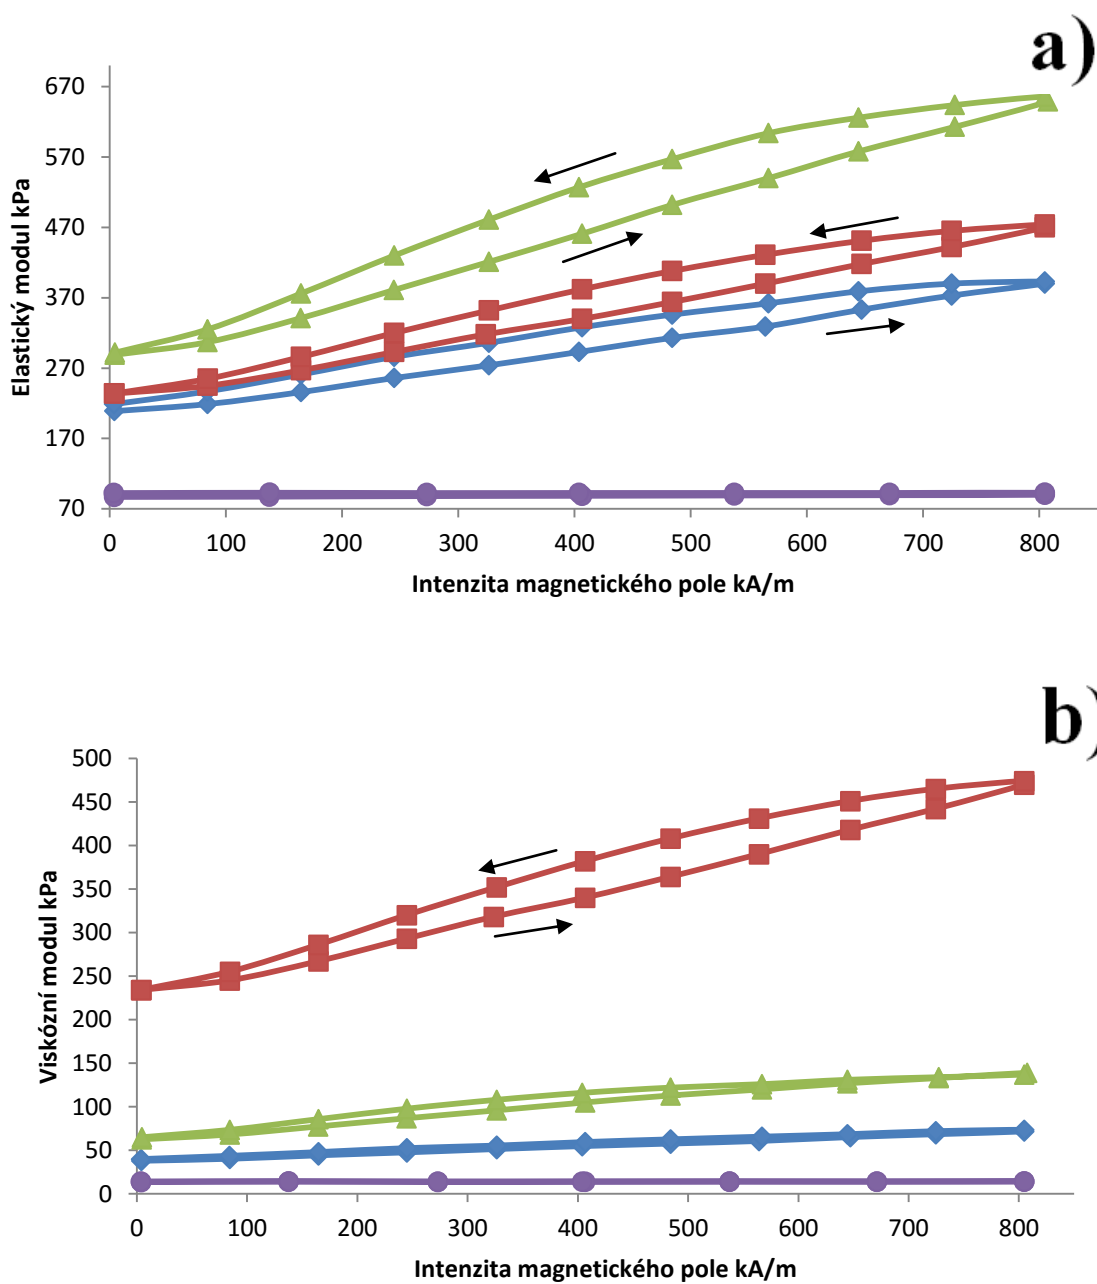 a)
670
570
470
370
270
170
70
Elastický modul kPa
0 100 200 300 400 500 600 700 800
Intenzita magnetického pole kA/m
b)
500
450
400
350
300
250
200
150
100
50
0
Viskózní modul kPa
0 100 200 300 400 500 600 700 800
Intenzita magnetického pole kA/m